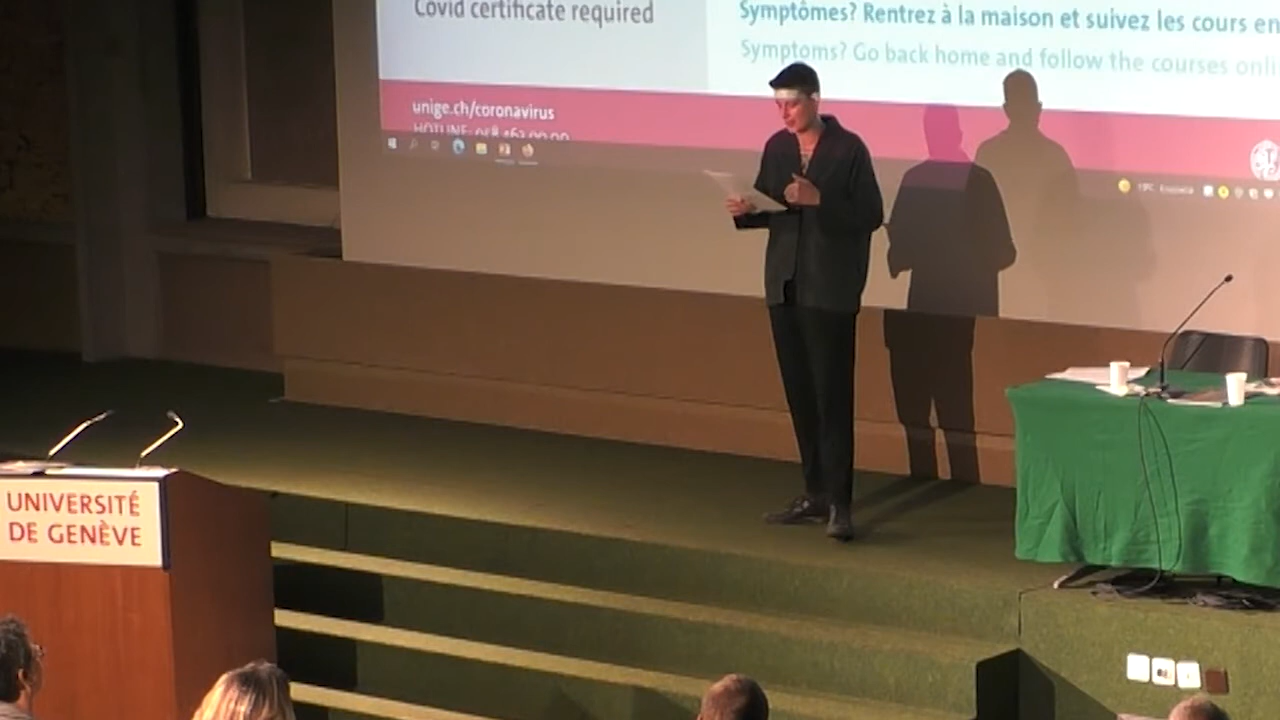 Covid certificate required
Symptômes? Rentrez à la maison et suivez les cours en
Symptoms? Go back home and follow the courses onli
unige.ch/coronavirus
HOTLINE:
UNIVERSITÉ
DE GENÈVE